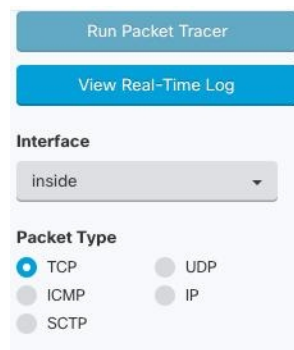 Run Packet Tracer
View Real-Time Log
Interface
inside
Packet Type
TCP UDP
ICMP IP
SCTP